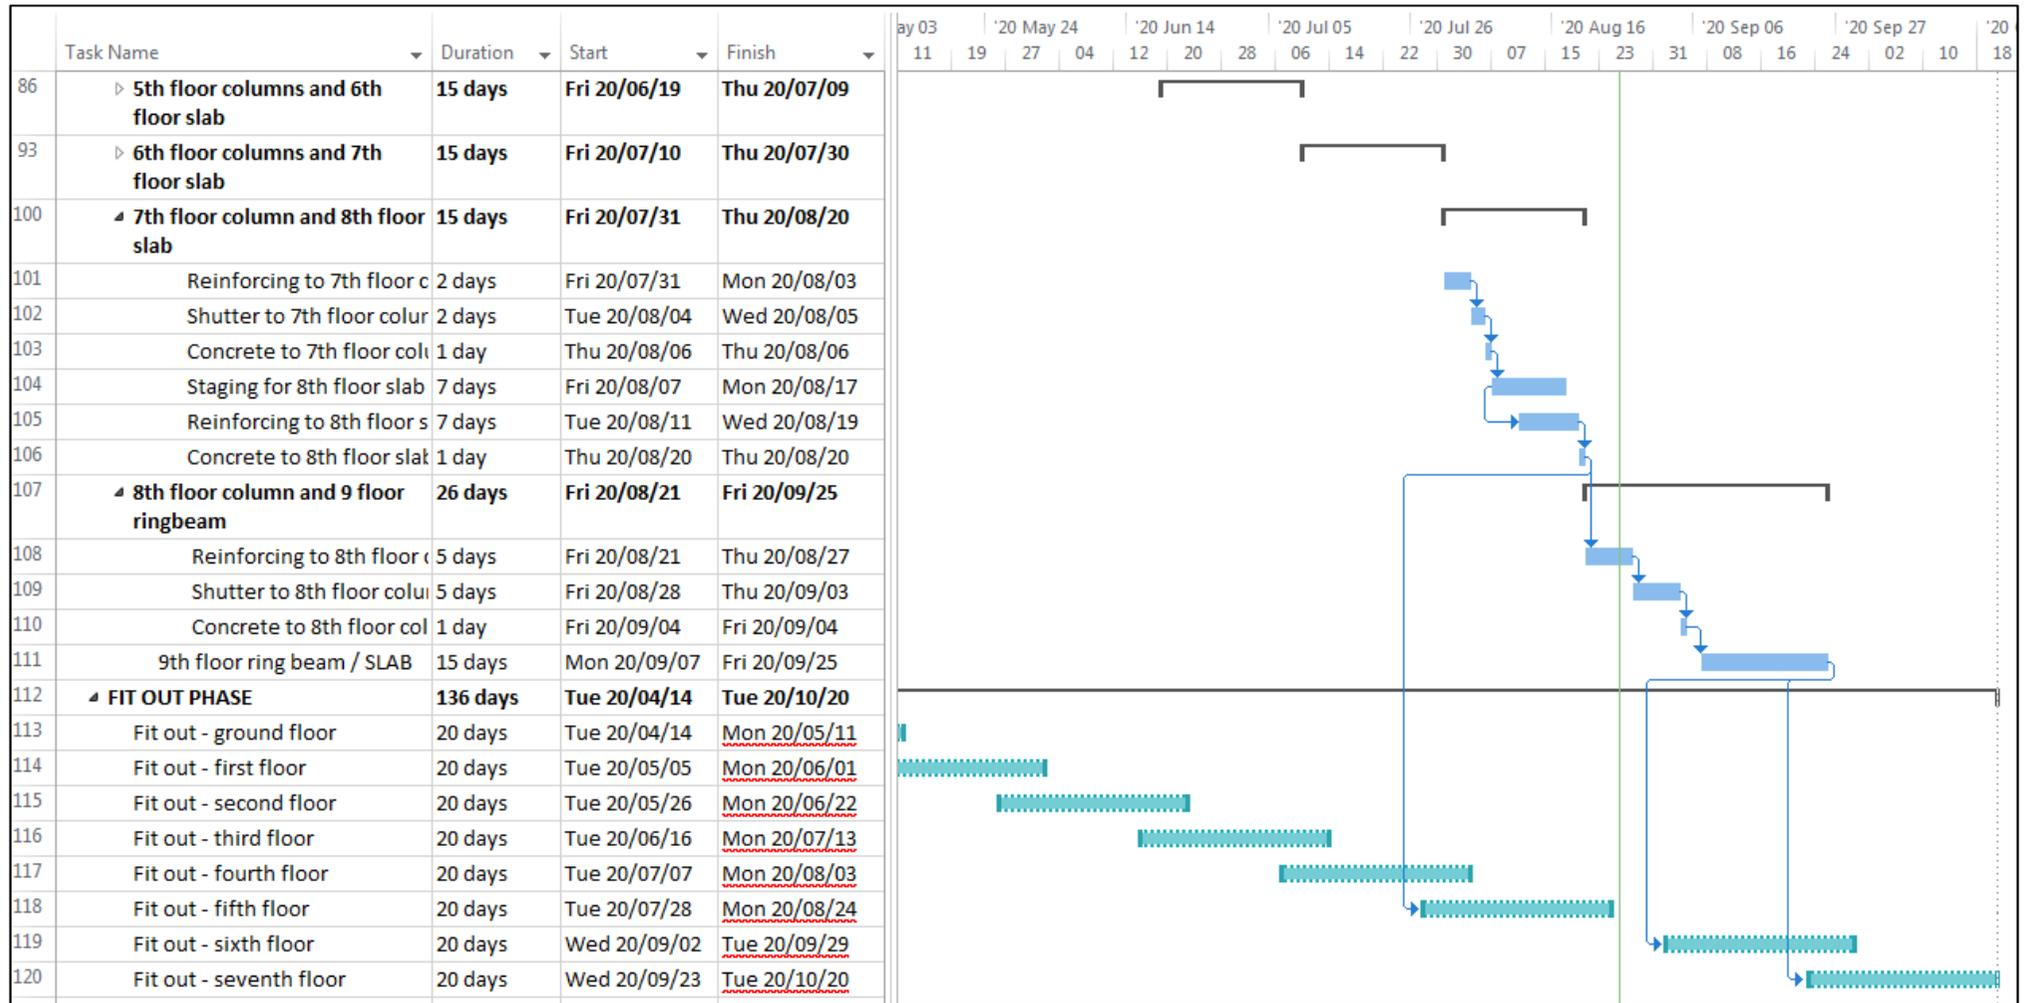 ay 03 '20 May 24 '20 Jun 14 '20 Jul 05 '20 Jul 26 '20 Aug 16 '20 Sep 06 '20 Sep 27 '20
Task Name Duration Start Finish 11 19 27 04 12 20 28 06 14 22 30 07 15 23 31 08 16 24 02 10 18
86 5th floor columns and 6th 15 days Fri 20/06/19 Thu 20/07/09
floor slab
93 6th floor columns and 7th 15 days Fri 20/07/10 Thu 20/07/30
floor slab
100 7th floor column and 8th floor 15 days Fri 20/07/31 Thu 20/08/20
slab
101 Reinforcing to 7th floor c 2 days Fri 20/07/31 Mon 20/08/03
102 Shutter to 7th floor colur 2 days Tue 20/08/04 Wed 20/08/05
103 Concrete to 7th floor colu 1 day Thu 20/08/06 Thu 20/08/06
104 Staging for 8th floor slab 7 days Fri 20/08/07 Mon 20/08/17
105 Reinforcing to 8th floor s 7 days Tue 20/08/11 Wed 20/08/19
106 Concrete to 8th floor slab 1 day Thu 20/08/20 Thu 20/08/20
107 8th floor column and 9 floor 26 days Fri 20/08/21 Fri 20/09/25
ringbeam
108 Reinforcing to 8th floor c 5 days Fri 20/08/21 Thu 20/08/27
109 Shutter to 8th floor colur 5 days Fri 20/08/28 Thu 20/09/03
110 Concrete to 8th floor col 1 day Fri 20/09/04 Fri 20/09/04
111 9th floor ring beam / SLAB 15 days Mon 20/09/07 Fri 20/09/25
112 FIT OUT PHASE 136 days Tue 20/04/14 Tue 20/10/20
113 Fit out - ground floor 20 days Tue 20/04/14 Mon 20/05/11
114 Fit out - first floor 20 days Tue 20/05/05 Mon 20/06/01
115 Fit out - second floor 20 days Tue 20/05/26 Mon 20/06/22
116 Fit out - third floor 20 days Tue 20/06/16 Mon 20/07/13
117 Fit out - fourth floor 20 days Tue 20/07/07 Mon 20/08/03
118 Fit out - fifth floor 20 days Tue 20/07/28 Mon 20/08/24
119 Fit out - sixth floor 20 days Wed 20/09/02 Tue 20/09/29
120 Fit out - seventh floor 20 days Wed 20/09/23 Tue 20/10/20